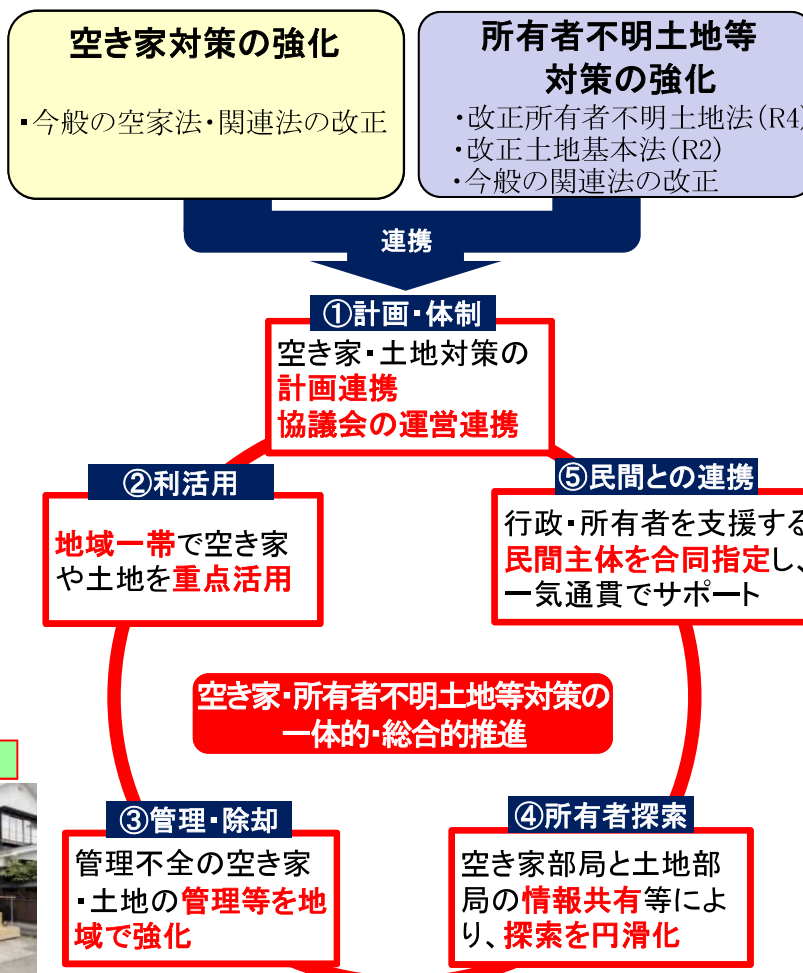 空き家対策の強化
▪今般の空家法・関連法の改正
所有者不明土地等
対策の強化
・改正所有者不明土地法(R4)
・改正土地基本法(R2)
・今般の関連法の改正
連携
①計画・体制
空き家・土地対策の
計画連携
協議会の運営連携
②利活用
地域一帯で空き家
や土地を重点活用
⑤民間との連携
行政・所有者を支援する
民間主体を合同指定し、
一気通貫でサポート
空き家・所有者不明土地等対策の
一体的・総合的推進
③管理・除却
管理不全の空き家
・土地の管理等を地
域で強化
④所有者探索
空き家部局と土地部
局の情報共有等によ
り、探索を円滑化